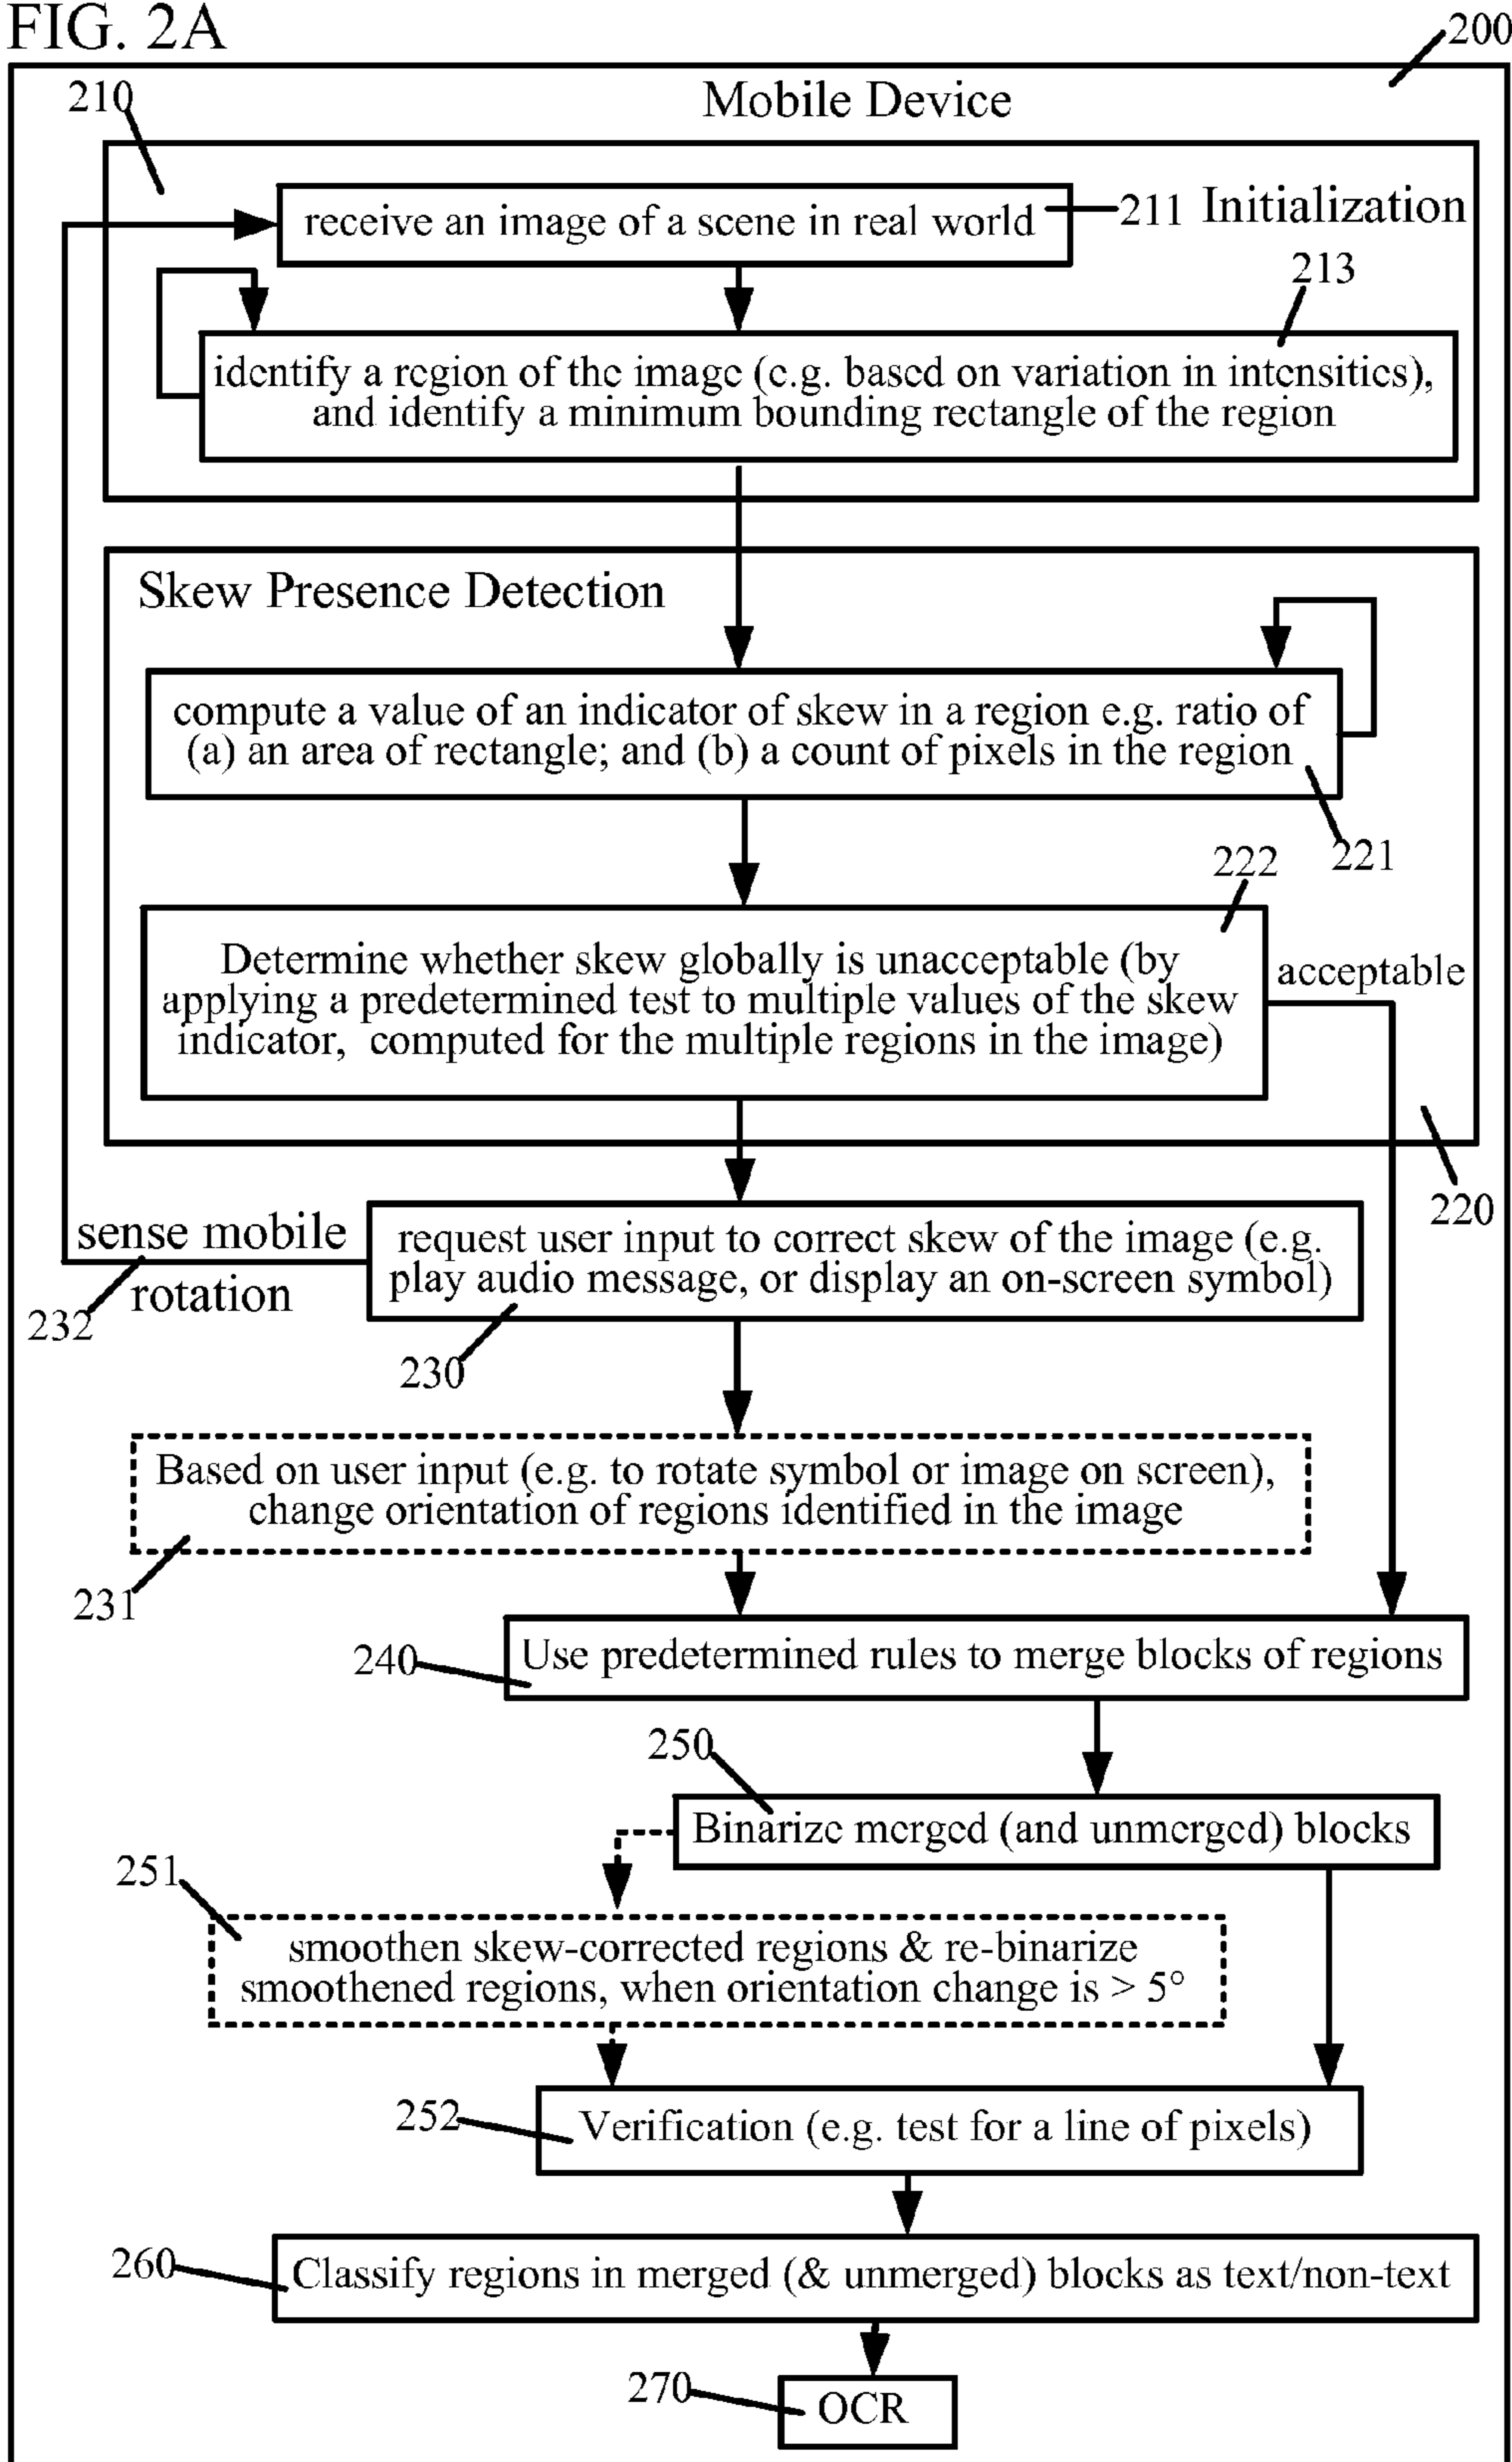 FIG. 2A
200
210
Mobile Device
receive an image of a scene in real world
211 Initialization
213
identify a region of the image (e.g. based on variation in intensities),
and identify a minimum bounding rectangle of the region
Skew Presence Detection
compute a value of an indicator of skew in a region e.g. ratio of
(a) an area of rectangle; and (b) a count of pixels in the region
221
222
Determine whether skew globally is unacceptable (by
applying a predetermined test to multiple values of the skew
indicator, computed for the multiple regions in the image)
acceptable
220
sense mobile
rotation
232
request user input to correct skew of the image (e.g.
play audio message, or display an on-screen symbol)
230
Based on user input (e.g. to rotate symbol or image on screen),
change orientation of regions identified in the image
231
240
Use predetermined rules to merge blocks of regions
250
Binarize merged (and unmerged) blocks
251
smoothen skew-corrected regions & re-binarize
smoothened regions, when orientation change is > 5°
252
Verification (e.g. test for a line of pixels)
260
Classify regions in merged (& unmerged) blocks as text/non-text
270
OCR